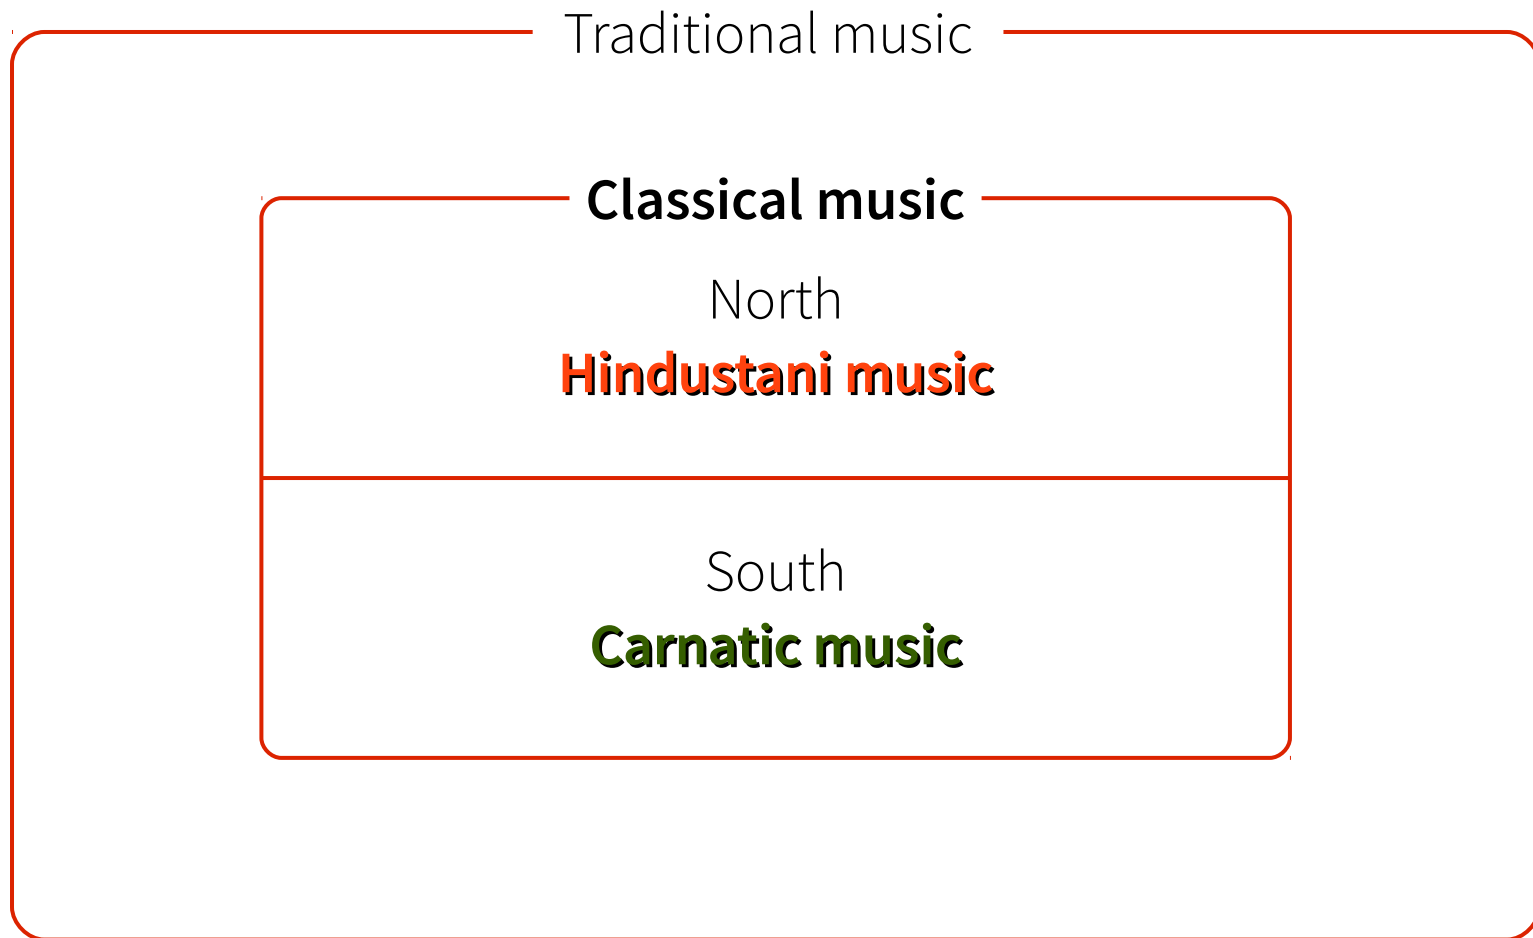 Traditional music
Classical music
North
Hindustani music
South
Carnatic music